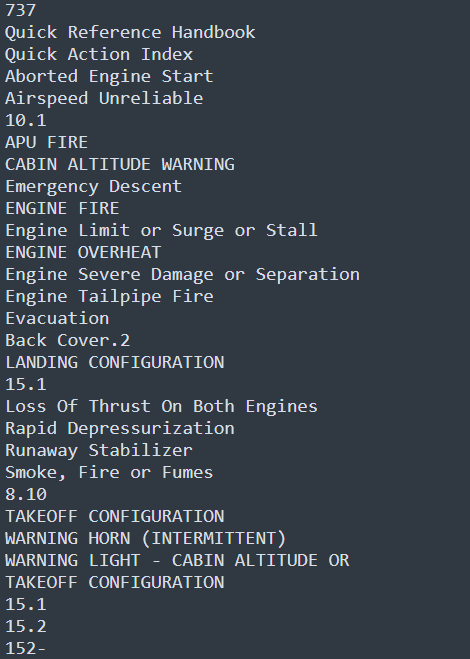 737
Quick Reference Handbook
Quick Action Index
Aborted Engine Start
Airspeed Unreliable
10.1
APU FIRE
CABIN ALTITUDE WARNING
Emergency Descent
ENGINE FIRE
Engine Limit or Surge or Stall
ENGINE OVERHEAT
Engine Severe Damage or Separation
Engine Tailpipe Fire
Evacuation
Back Cover.2
LANDING CONFIGURATION
15.1
Loss Of Thrust On Both Engines
Rapid Depressurization
Runaway Stabilizer
Smoke, Fire or Fumes
8.10
TAKEOFF CONFIGURATION
WARNING HORN (INTERMITTENT)
WARNING LIGHT - CABIN ALTITUDE OR
TAKEOFF CONFIGURATION
15.1
15.2
152-